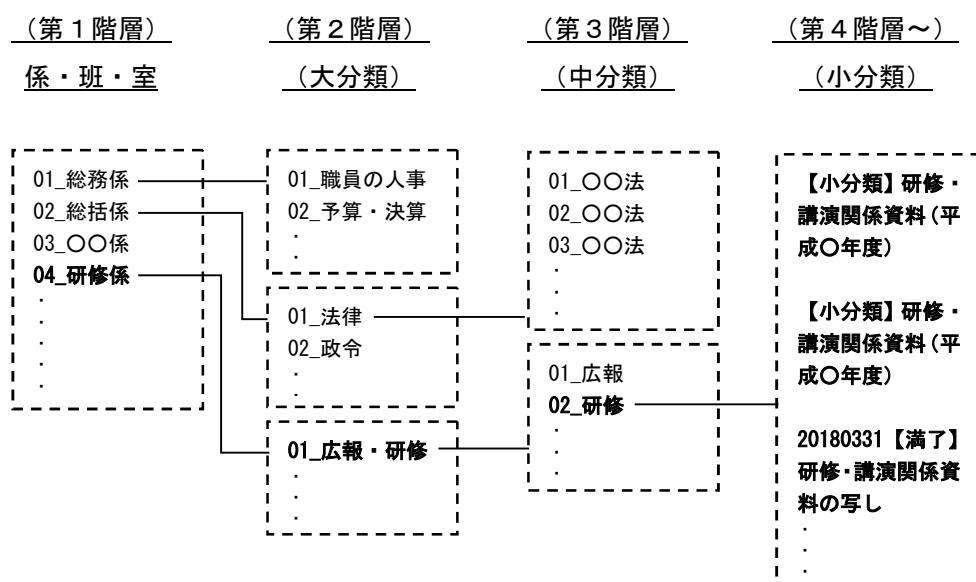 （第１階層）
係・班・室
（第２階層）
（大分類）
（第３階層）
（中分類）
（第４階層～）
（小分類）
01_総務係
02_総括係
03_〇〇係
04_研修係
・
・
・
・
・
01_職員の人事
02_予算・決算
・
・
01_法律
02_政令
・
・
01_広報・研修
・
・
・
01_〇〇法
02_〇〇法
03_〇〇法
・
・
・
01_広報
02_研修
・
・
・
【小分類】研修・
講演関係資料（平
成〇年度）
【小分類】研修・
講演関係資料（平
成〇年度）
20180331【満了】
研修・講演関係資
料の写し
・
・
・